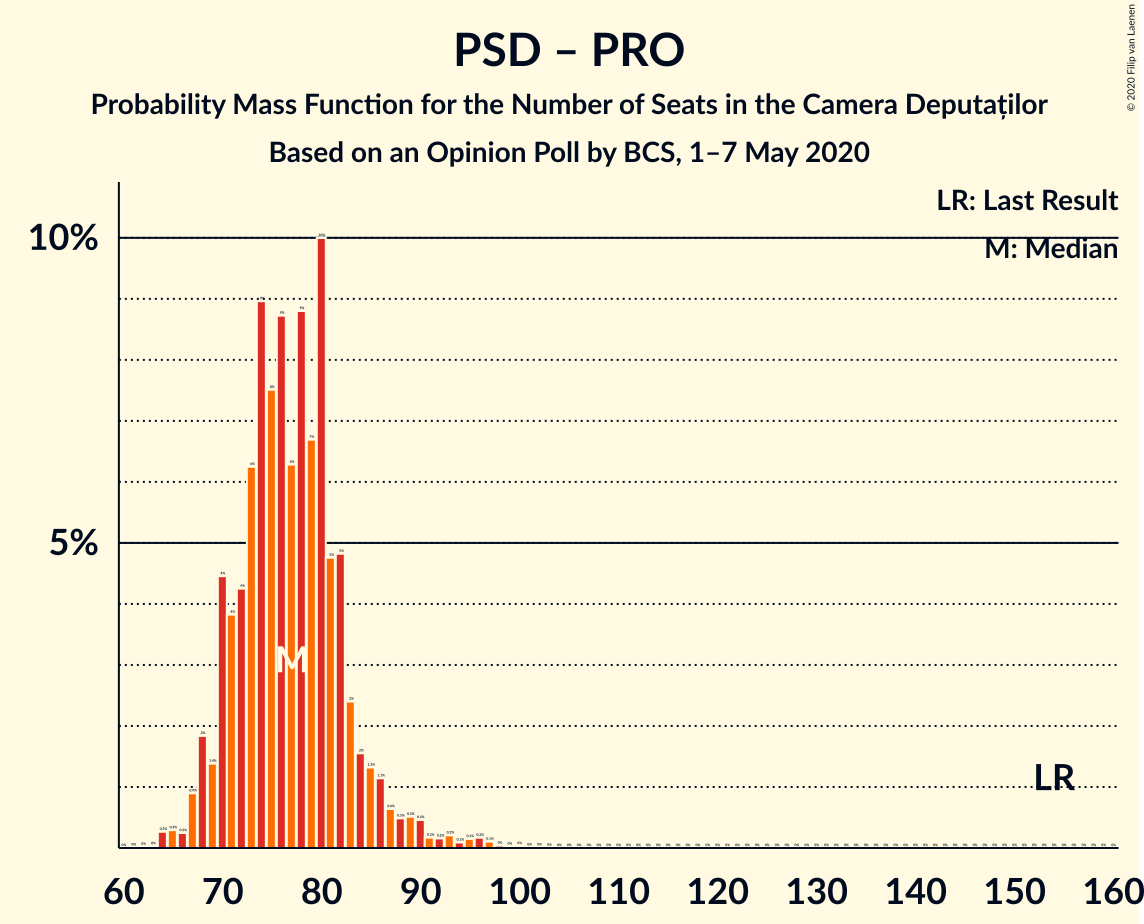 PSD – PRO
Probability Mass Function for the Number of Seats in the Camera Deputaților
Based on an Opinion Poll by BCS, 1–7 May 2020
© 2020 Filip van Laenen
LR: Last Result
M: Median
10%
5%
M
LR
60 70 80 90 100 110 120 130 140 150 160